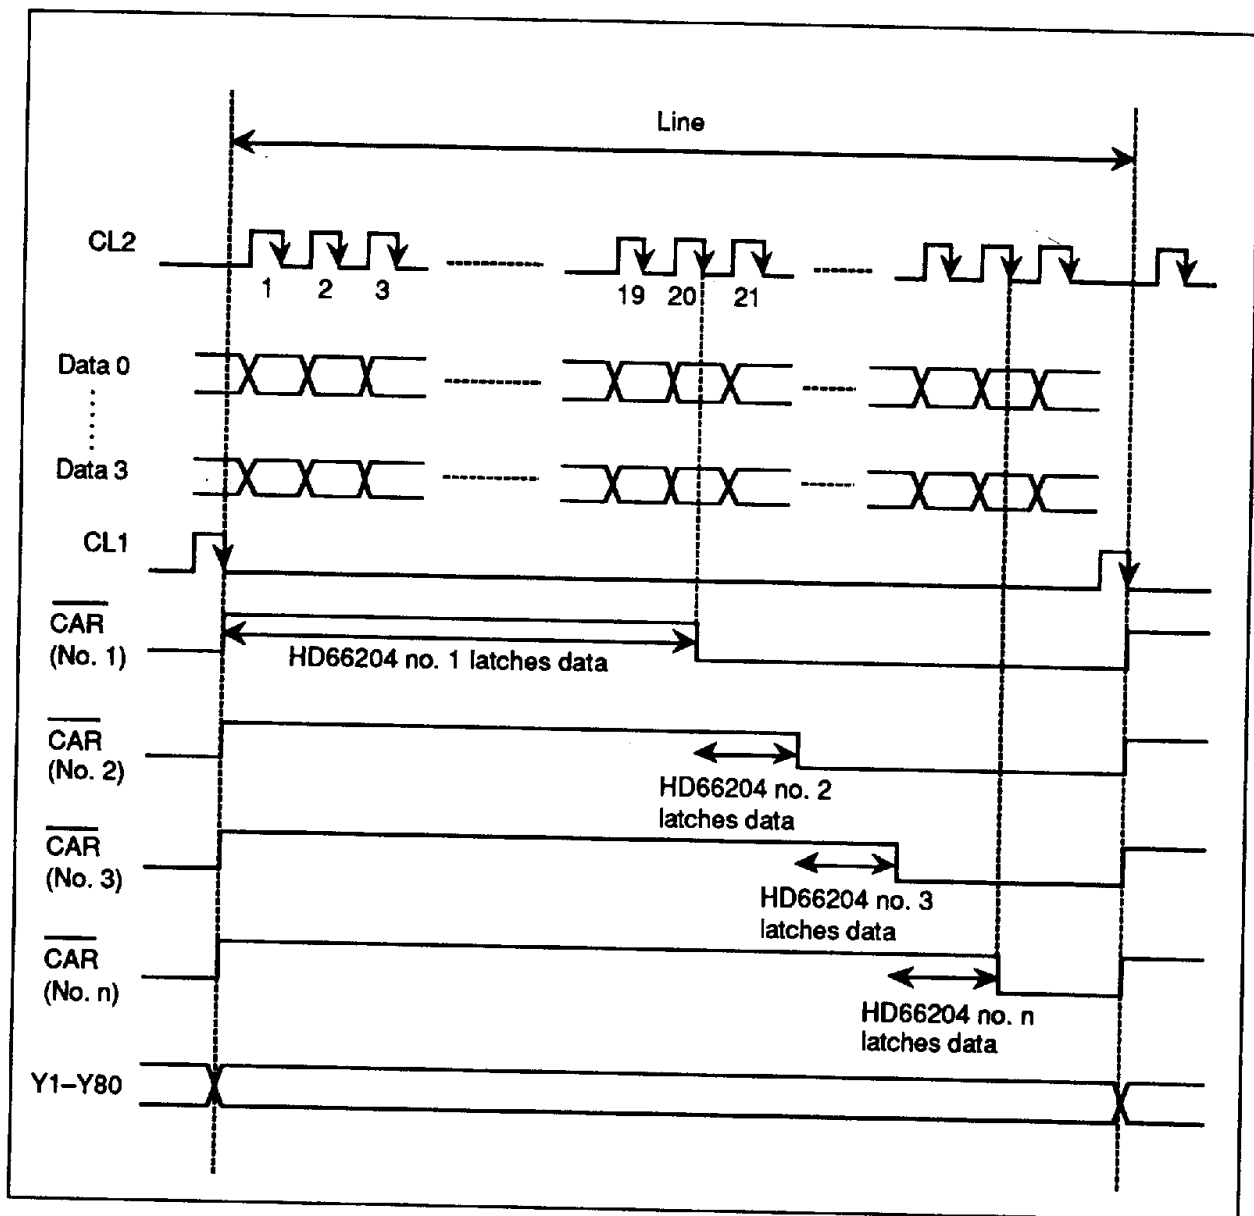 Line
CL2
1 2 3 19 20 21
Data 0
Data 3
CL1
CAR
(No. 1)
HD66204 no. 1 latches data
CAR
(No. 2)
HD66204 no. 2
latches data
CAR
(No. 3)
HD66204 no. 3
latches data
CAR
(No. n)
HD66204 no. n
latches data
Y1–Y80